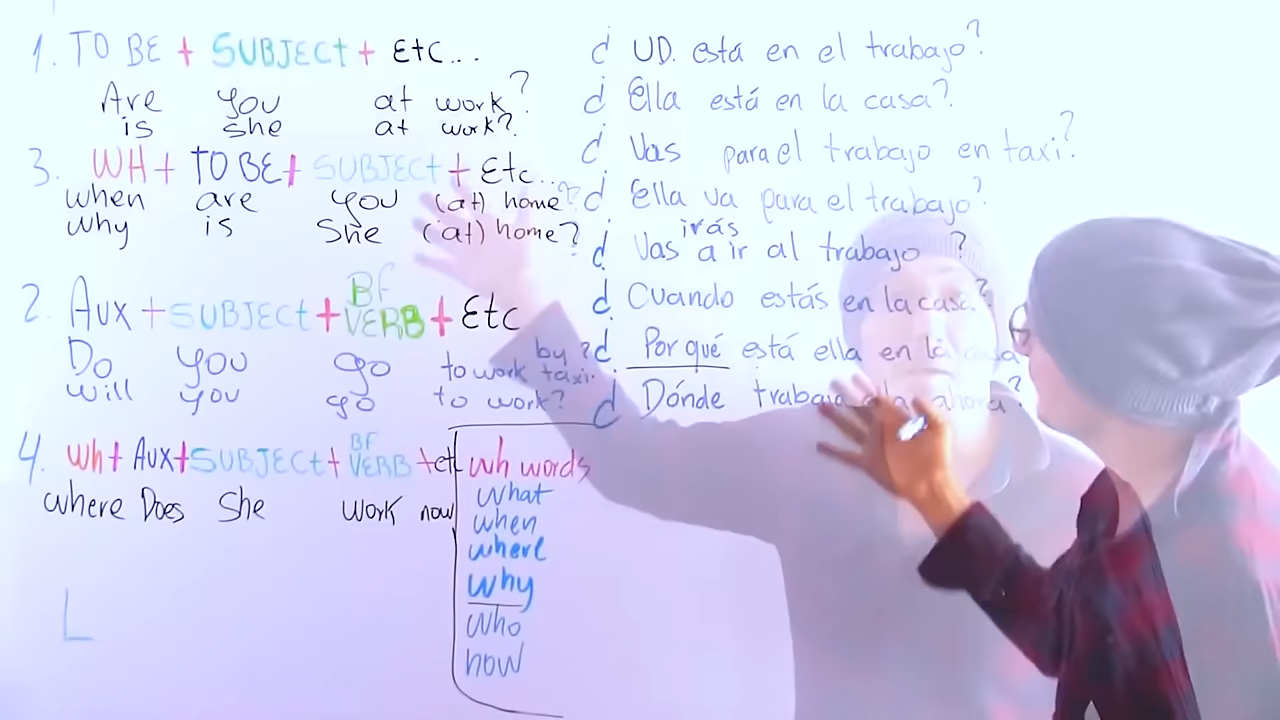 1. TO BE + SUBJECT + Etc...
Are you at work?
is she at work?
3. WH + TO BE + SUBJECT + Etc...
when are you (at) home?
why is She (at) home?
2. Aux + SUBJECT + BF VERB + Etc
Do you go to work by taxi?
will you go to work?
4. Wh + Aux + SUBJECT + BF VERB + etc
where Does She work now
wh words
what
when
where
why
who
how
L
¿ UD. está en el trabajo?
¿ Ella está en la casa?
¿ Vas para el trabajo en taxi?
¿ Ella va para el trabajo?
irás
¿ Vas a ir al trabajo ?
¿ Cuando estás en la casa?
¿ Por qué está ella en la casa
¿ Dónde trabaja ella ahora?